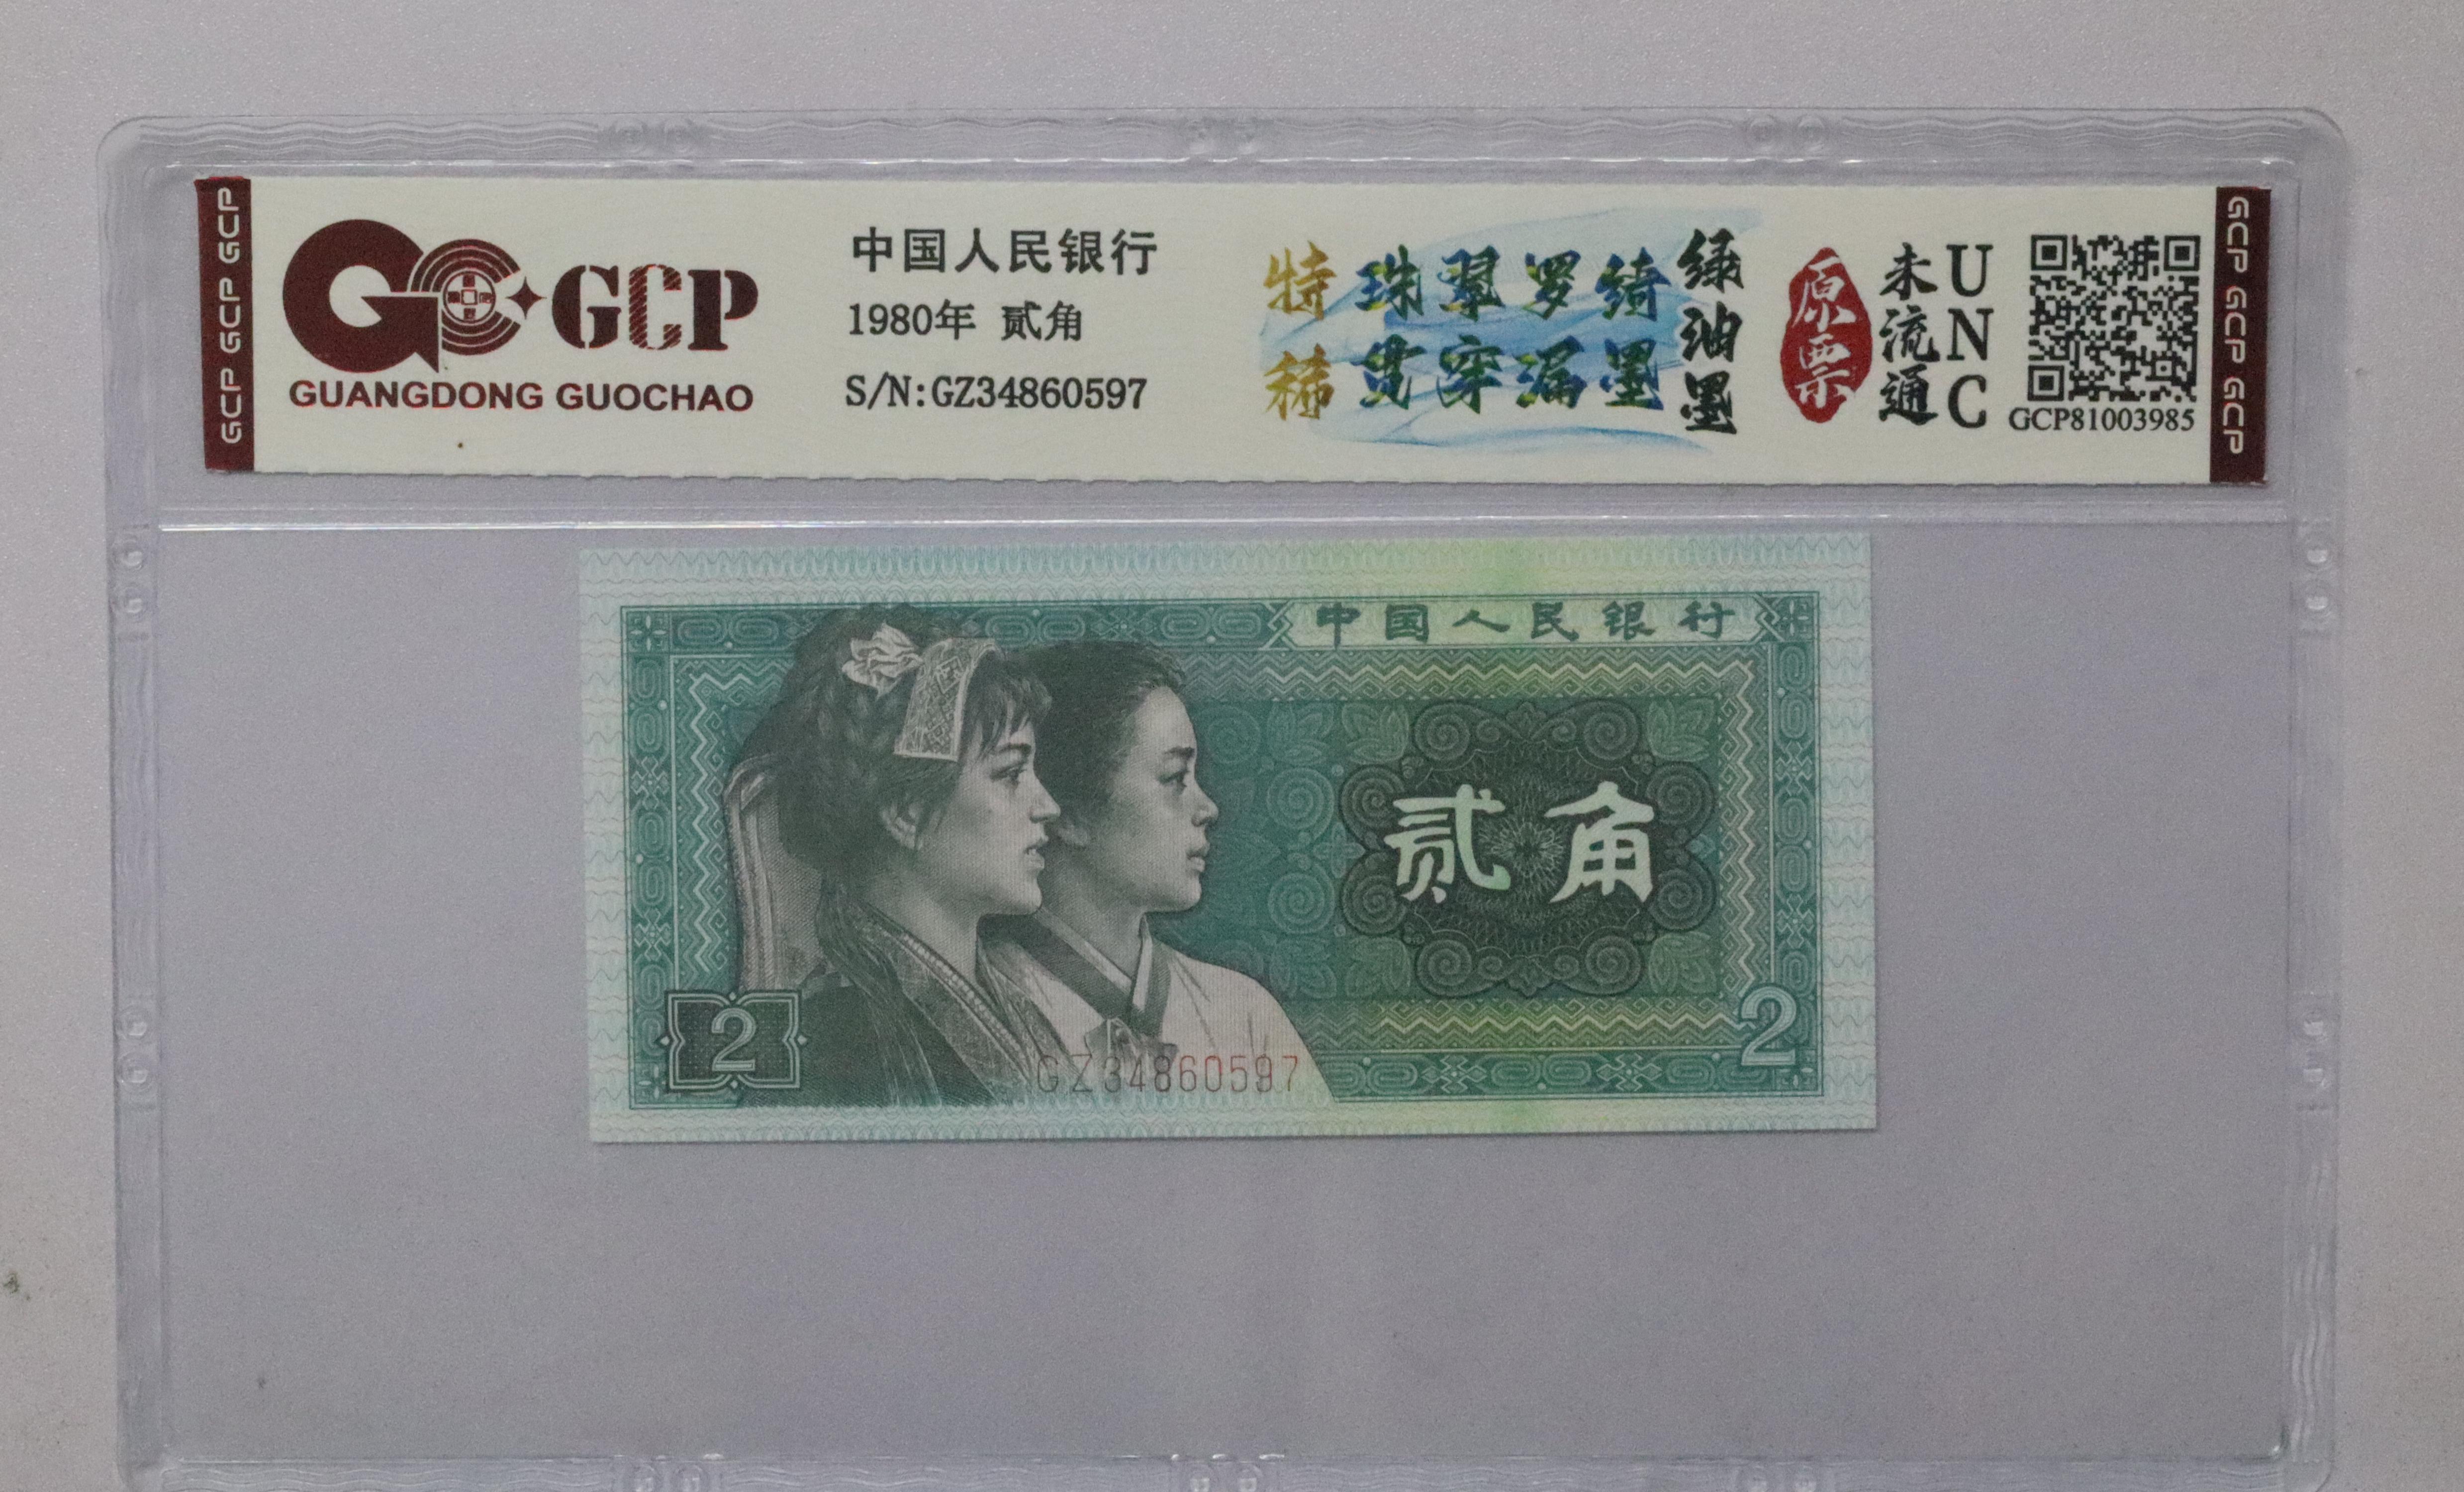 GCP GCP GCP
GCP
GUANGDONG GUOCHAO
中国人民银行
1980年 贰角
S/N:GZ34860597
特稀
珠翠罗绮
贯穿漏墨
绿油墨
原票
未流通
UNC
GCP81003985
GCP GCP GCP
中国人民银行
贰角
2
2
GZ34860597